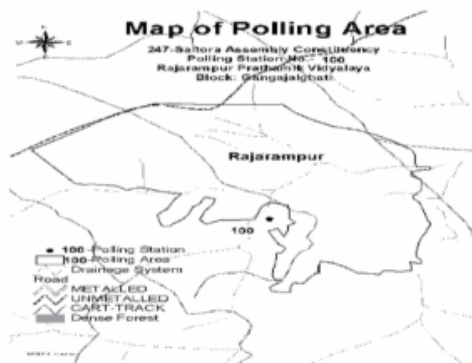 Map of Polling Area
247-Saltora Assembly Constituency
Polling Station No.- 100
Rajarampur Prathamik Vidyalaya
Block: Gangajalghati
N
W
E
Rajarampur
100
100-Polling Station
100-Polling Area
Drainage System
Road
METALLED
UNMETALLED
CART-TRACK
Dense Forest